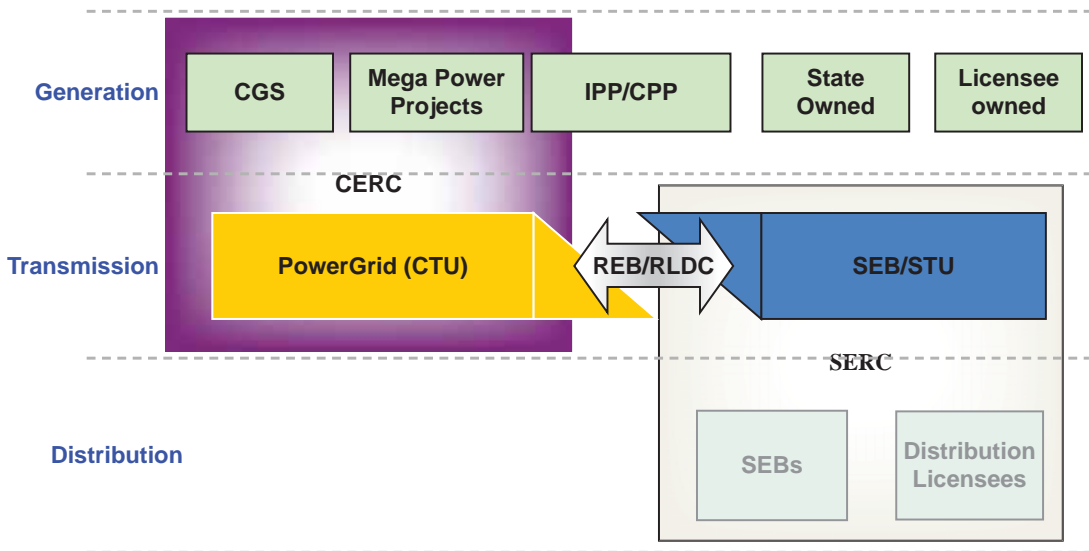 Generation
CGS
Mega Power
Projects
IPP/CPP
State
Owned
Licensee
owned
CERC
Transmission
PowerGrid (CTU)
REB/RLDC
SEB/STU
SERC
Distribution
SEBs
Distribution
Licensees